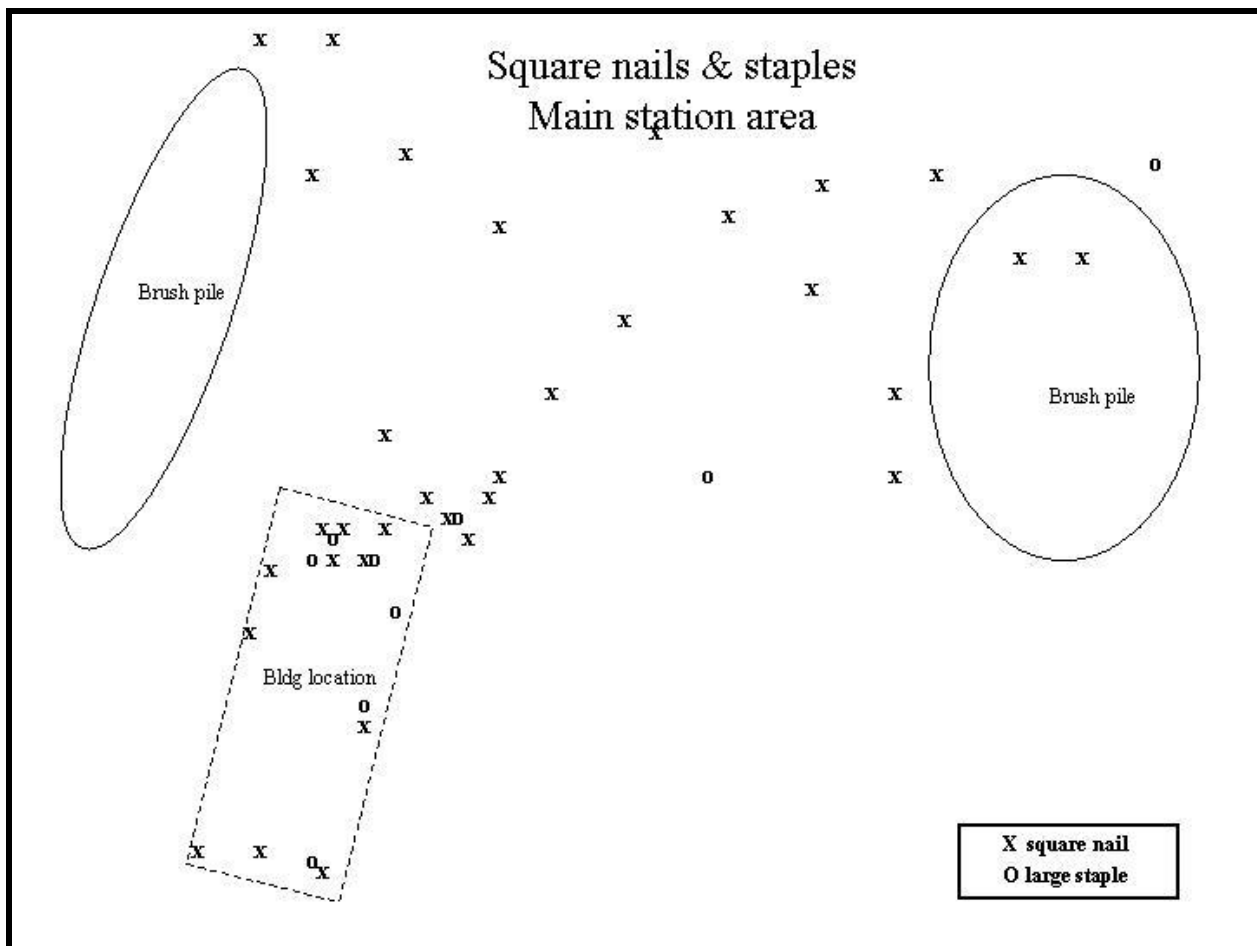 Square nails & staples
Main station area
Brush pile
Brush pile
Bldg location
X square nail
O large staple